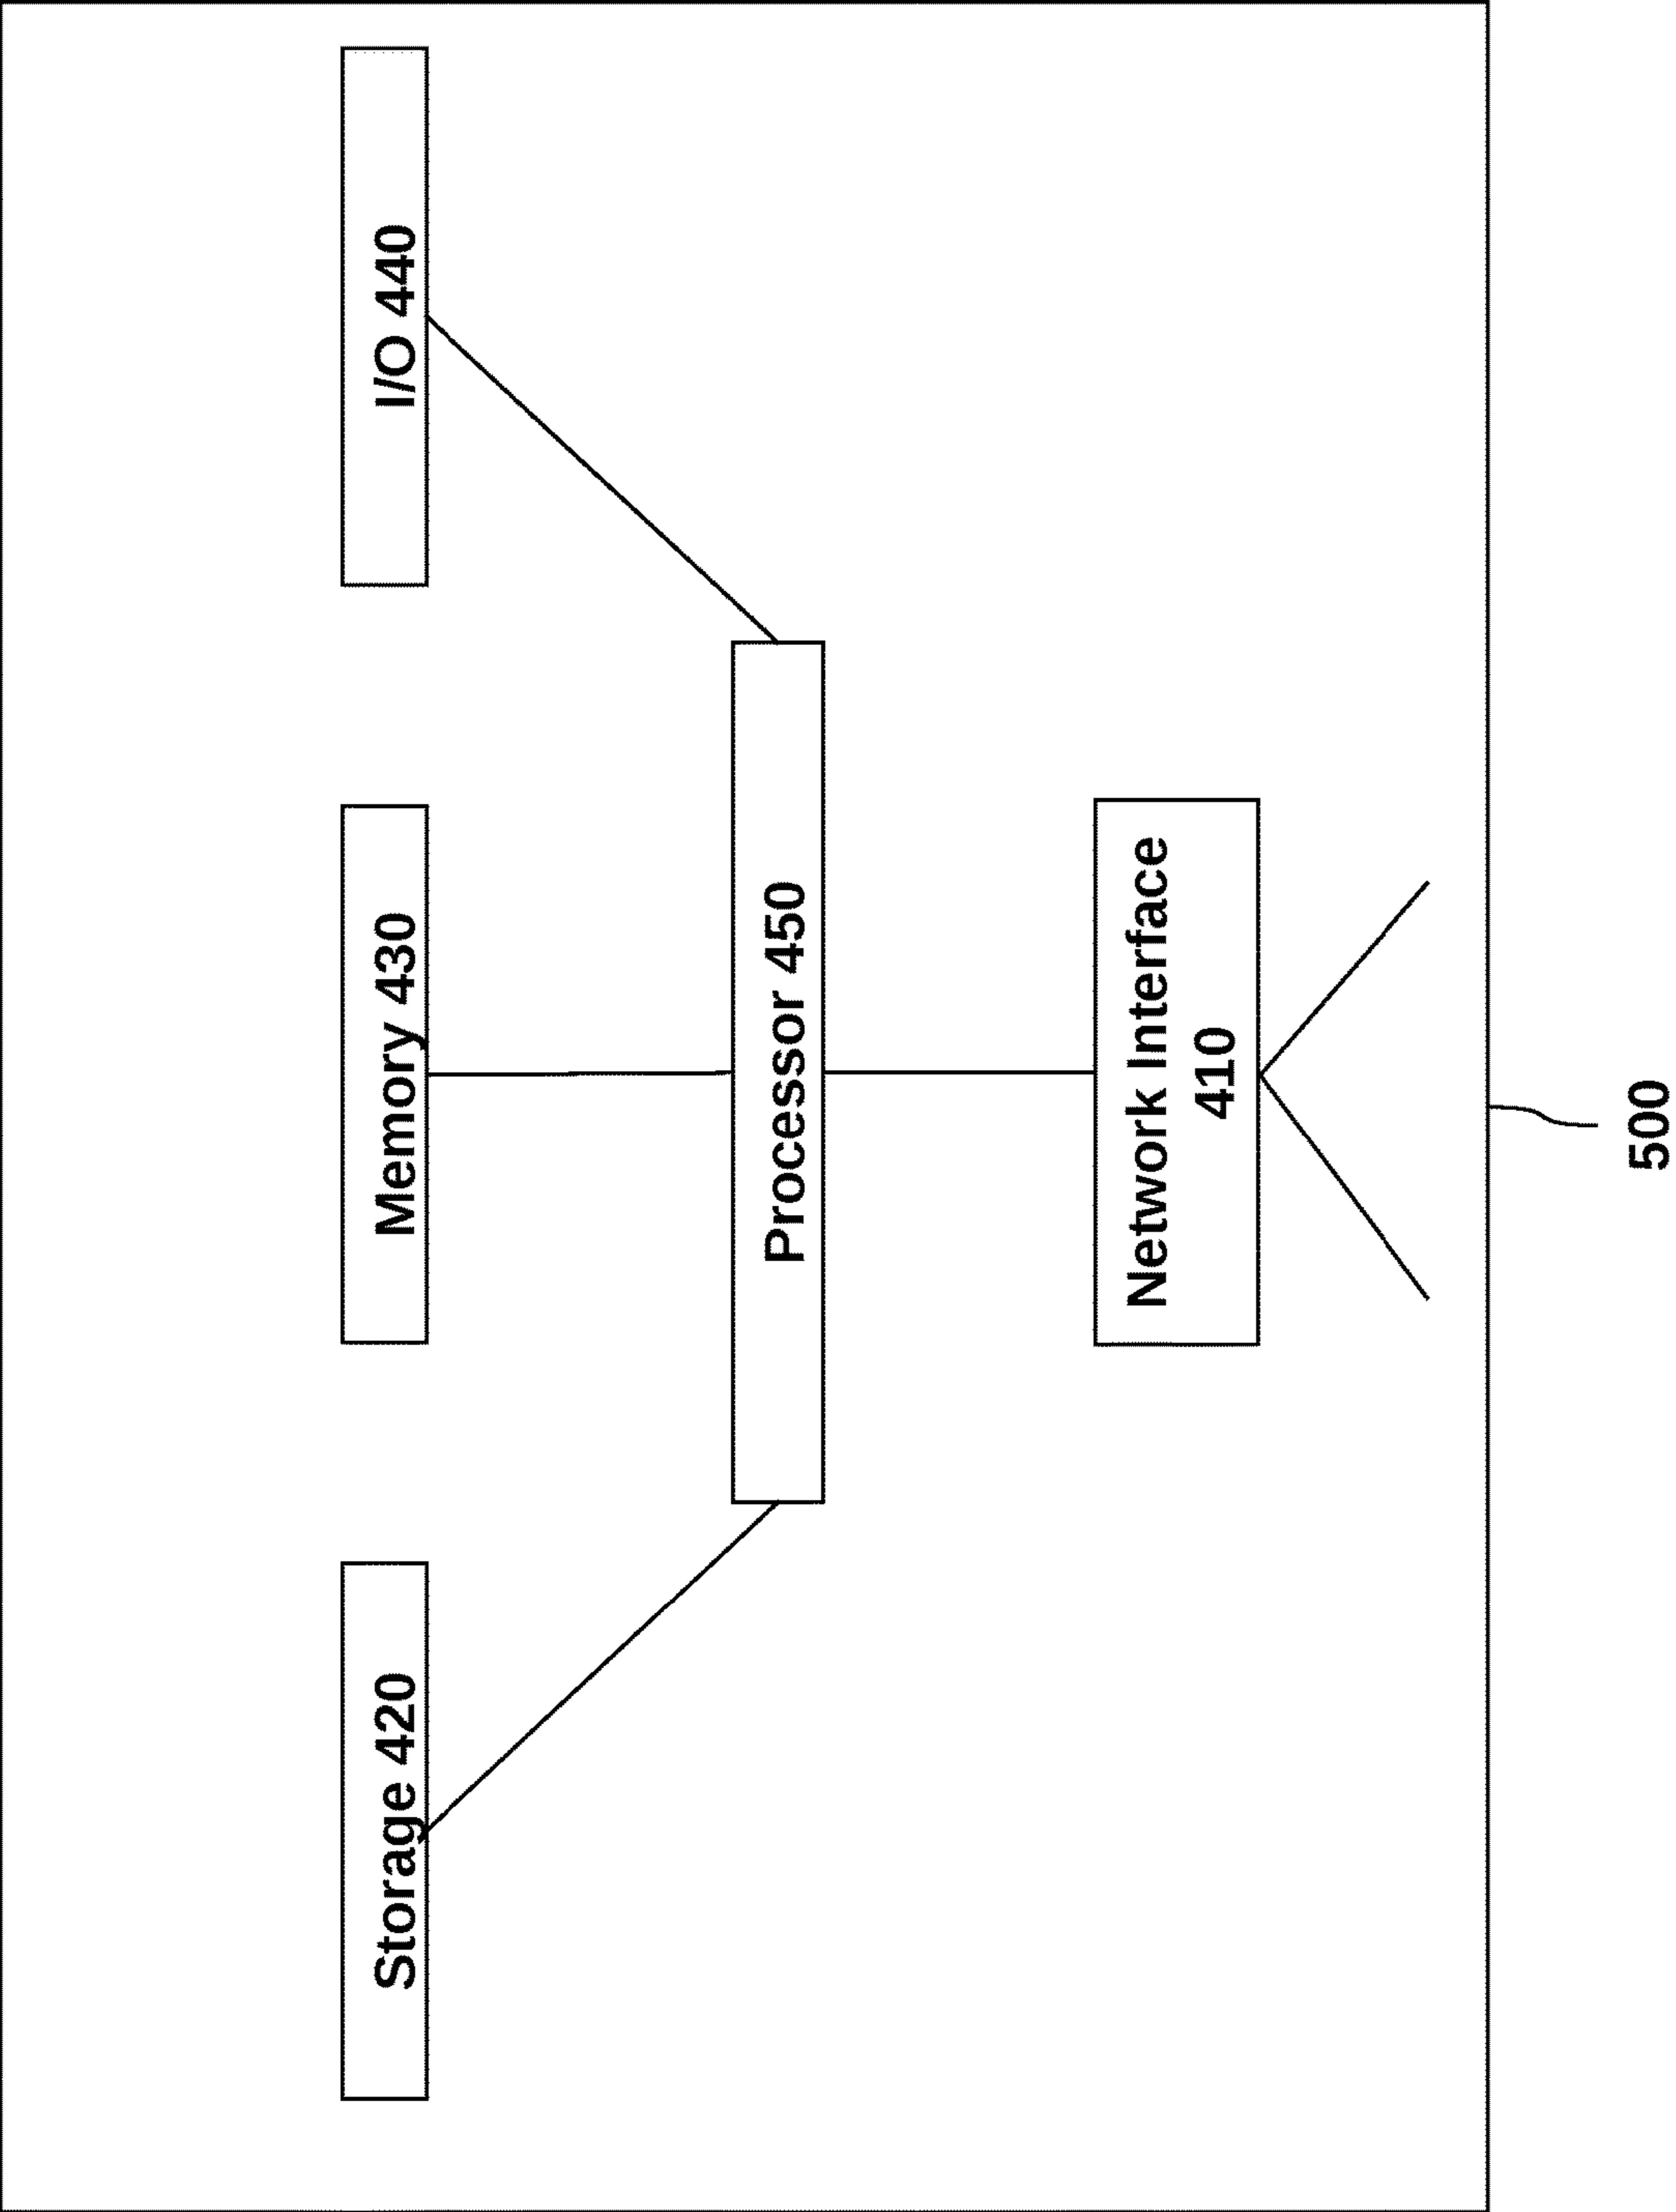 Storage 420
Memory 430
I/O 440
Processor 450
Network Interface
410
500